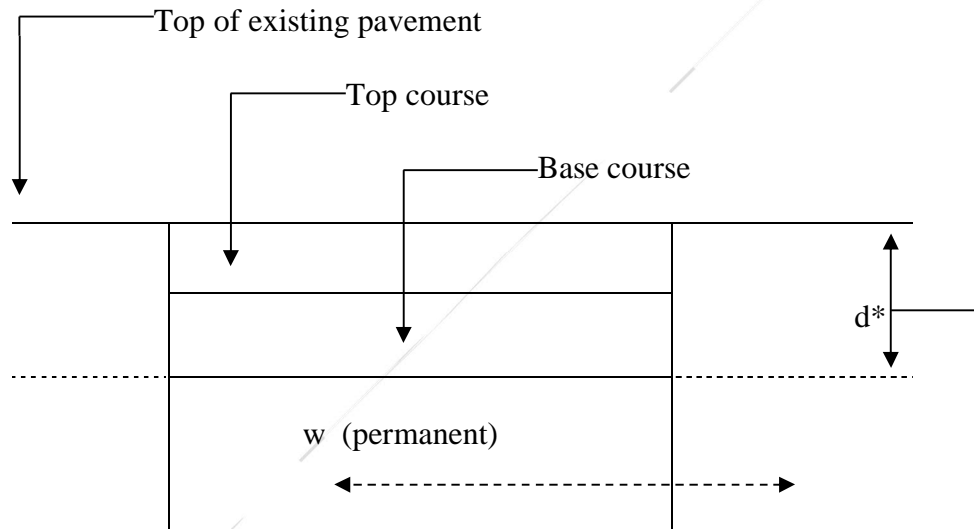 Top of existing pavement
Top course
Base course
d*
w (permanent)